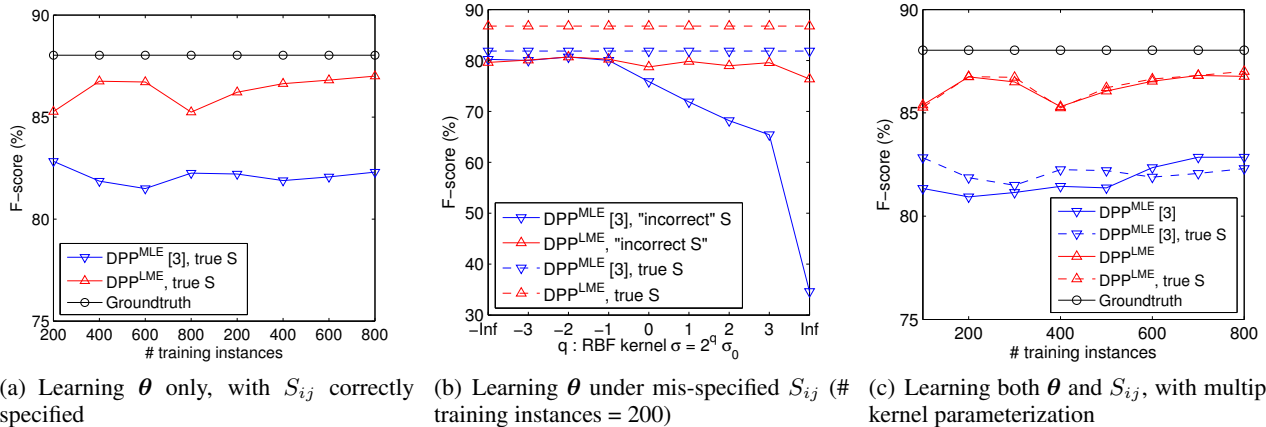 90
85
80
75
F−score (%)
200 400 600 800 200 400 600 800
# training instances
DPP^MLE [3], true S
DPP^LME, true S
Groundtruth
(a) Learning θ only, with S_ij correctly
specified
90
80
70
60
50
40
30
F−score (%)
−Inf −3 −2 −1 0 1 2 3 Inf
q : RBF kernel σ = 2^q σ_0
DPP^MLE [3], "incorrect" S
DPP^LME, "incorrect S"
DPP^MLE [3], true S
DPP^LME, true S
(b) Learning θ under mis-specified S_ij (#
training instances = 200)
90
85
80
75
F−score (%)
200 400 600 800
# training instances
DPP^MLE [3]
DPP^MLE [3], true S
DPP^LME
DPP^LME, true S
Groundtruth
(c) Learning both θ and S_ij, with multip
kernel parameterization